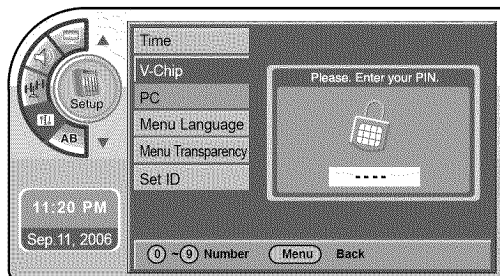 Time
V-Chip
PC
Menu Language
Menu Transparency
Set ID
Please. Enter your PIN.
- - - -
Setup
AB
11:20 PM
Sep.11, 2006
0 ~ 9 Number Menu Back